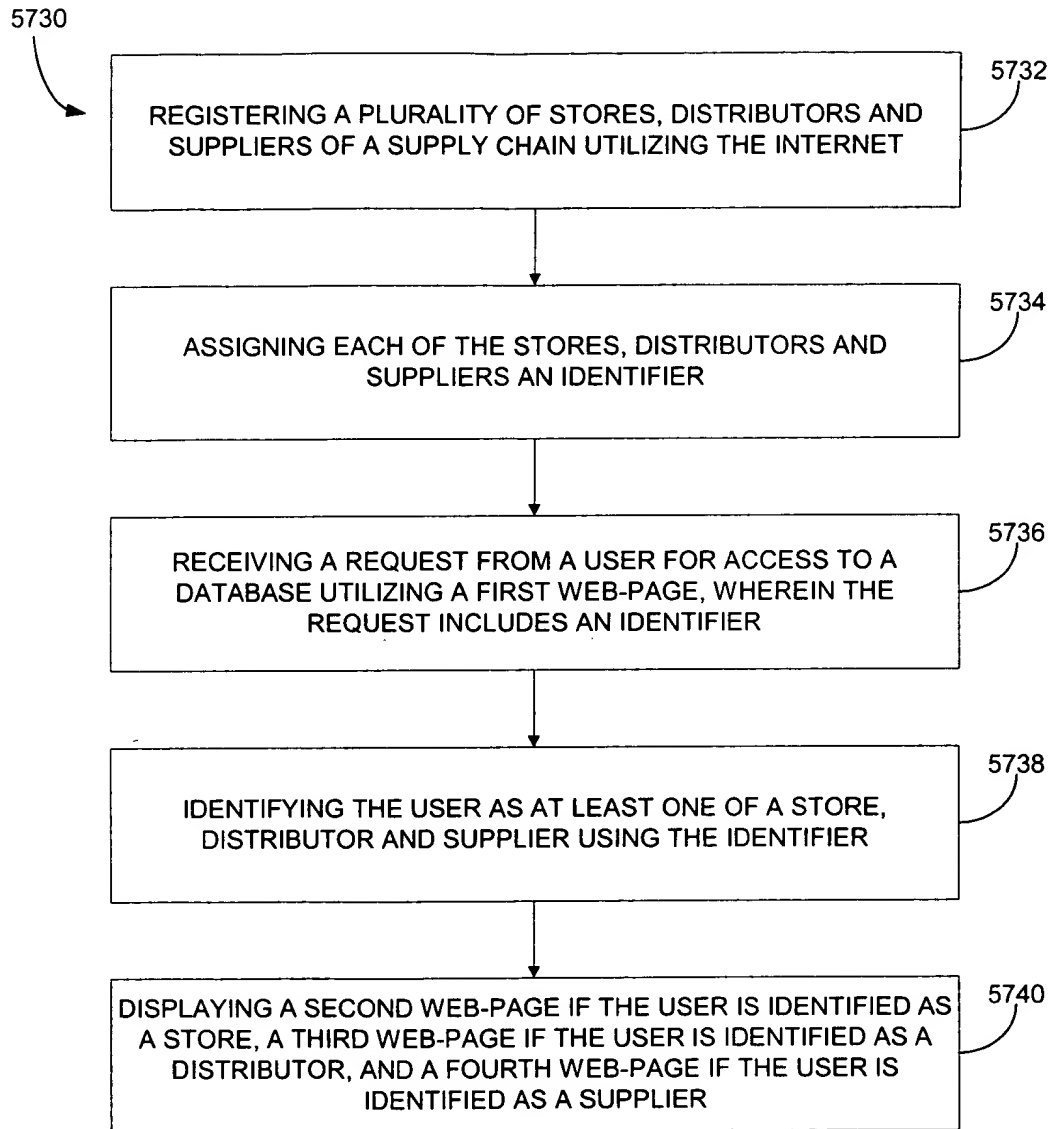 5730
5732
REGISTERING A PLURALITY OF STORES, DISTRIBUTORS AND
SUPPLIERS OF A SUPPLY CHAIN UTILIZING THE INTERNET
5734
ASSIGNING EACH OF THE STORES, DISTRIBUTORS AND
SUPPLIERS AN IDENTIFIER
5736
RECEIVING A REQUEST FROM A USER FOR ACCESS TO A
DATABASE UTILIZING A FIRST WEB-PAGE, WHEREIN THE
REQUEST INCLUDES AN IDENTIFIER
5738
IDENTIFYING THE USER AS AT LEAST ONE OF A STORE,
DISTRIBUTOR AND SUPPLIER USING THE IDENTIFIER
5740
DISPLAYING A SECOND WEB-PAGE IF THE USER IS IDENTIFIED AS
A STORE, A THIRD WEB-PAGE IF THE USER IS IDENTIFIED AS A
DISTRIBUTOR, AND A FOURTH WEB-PAGE IF THE USER IS
IDENTIFIED AS A SUPPLIER